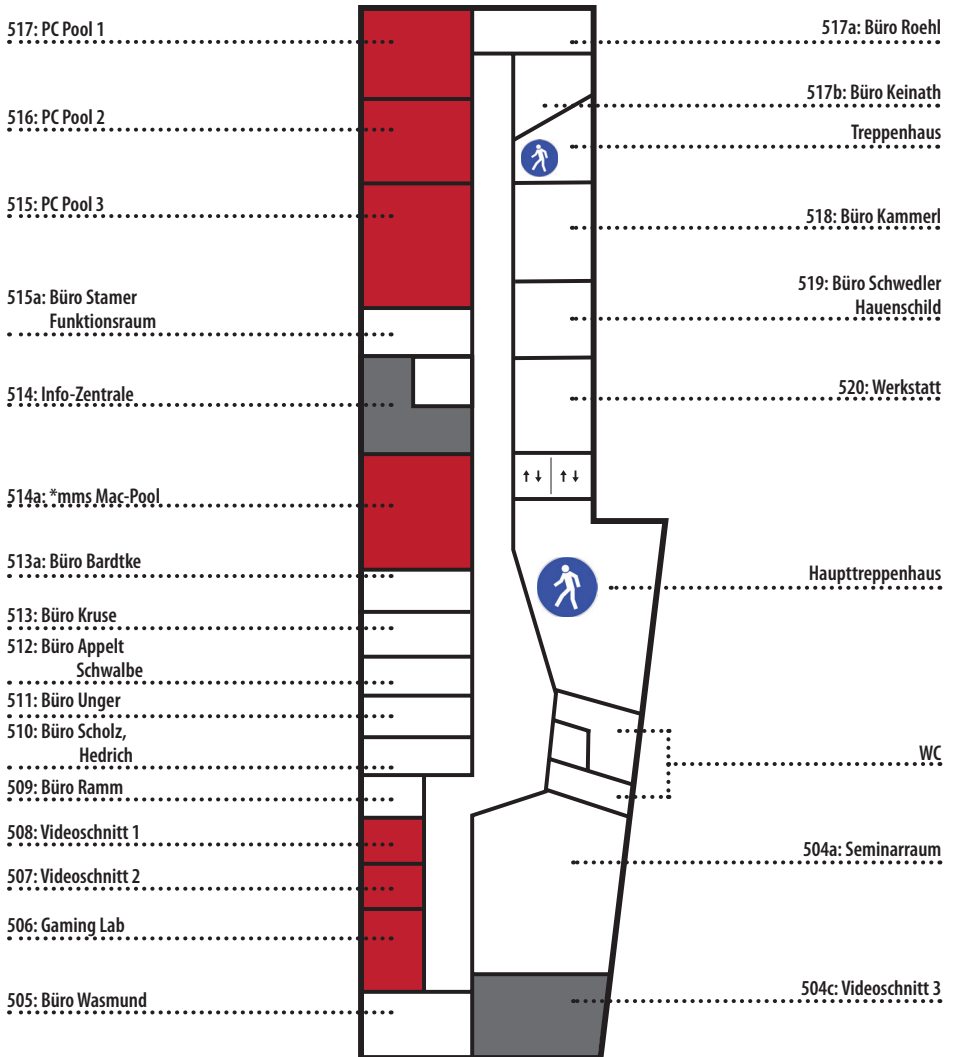 517: PC Pool 1
516: PC Pool 2
515: PC Pool 3
515a: Büro Stamer
Funktionsraum
514: Info-Zentrale
514a: *mms Mac-Pool
513a: Büro Bardtke
513: Büro Kruse
512: Büro Appelt
Schwalbe
511: Büro Unger
510: Büro Scholz,
Hedrich
509: Büro Ramm
508: Videoschnitt 1
507: Videoschnitt 2
506: Gaming Lab
505: Büro Wasmund
517a: Büro Roehl
517b: Büro Keinath
Treppenhaus
518: Büro Kammerl
519: Büro Schwedler
Hauenschild
520: Werkstatt
Haupttreppenhaus
WC
504a: Seminarraum
504c: Videoschnitt 3